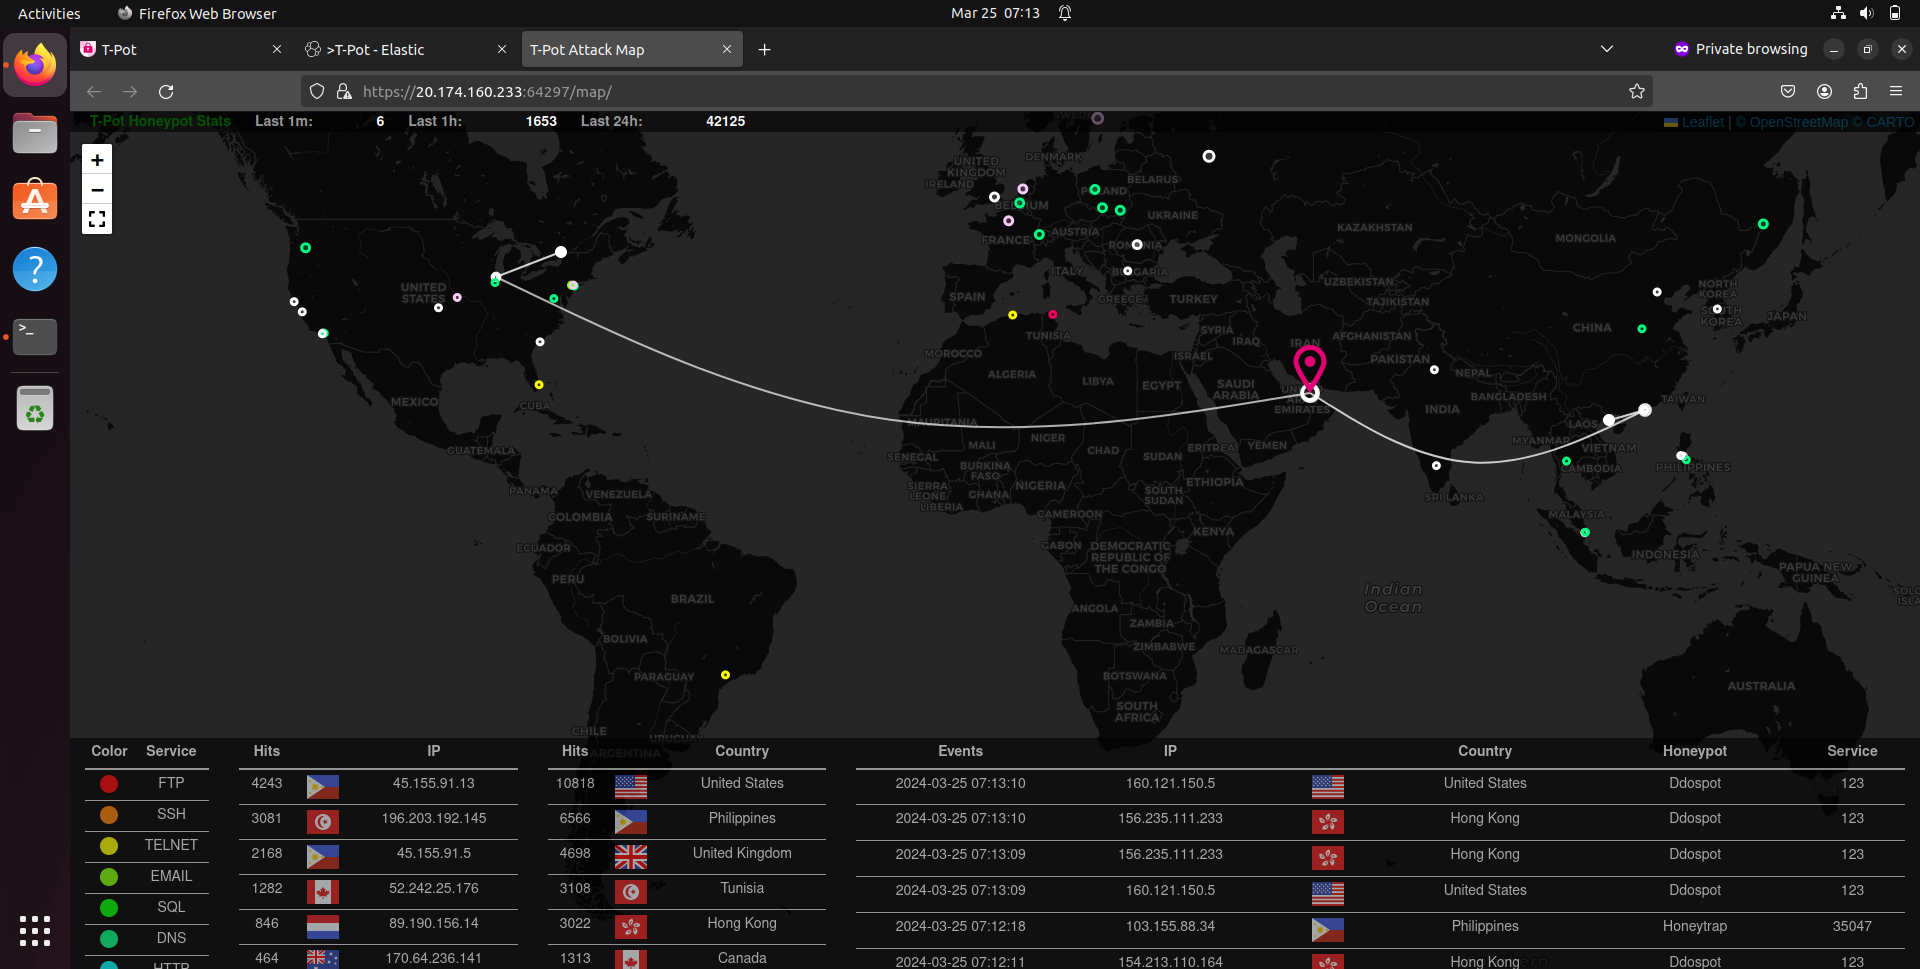 Activities
Firefox Web Browser
Mar 25 07:13
T-Pot
>T-Pot - Elastic
T-Pot Attack Map
Private browsing
https://20.174.160.233:64297/map/
T-Pot Honeypot Stats Last 1m: 6 Last 1h: 1653 Last 24h: 42125
Leaflet | © OpenStreetMap © CARTO
+
−
SWEDEN
UNITED KINGDOM
IRELAND
DENMARK
BELARUS
POLAND
BELGIUM
UKRAINE
FRANCE
AUSTRIA
ROMANIA
KAZAKHSTAN
MONGOLIA
ITALY
BULGARIA
UNITED STATES
SPAIN
GREECE
TURKEY
UZBEKISTAN
TAJIKISTAN
NORTH KOREA
SOUTH KOREA
JAPAN
CHINA
TUNISIA
SYRIA
IRAQ
IRAN
AFGHANISTAN
MOROCCO
ISRAEL
PAKISTAN
NEPAL
ALGERIA
LIBYA
EGYPT
SAUDI ARABIA
UNITED ARAB EMIRATES
BANGLADESH
TAIWAN
MEXICO
CUBA
INDIA
MAURITANIA
LAOS
MYANMAR
VIETNAM
GUATEMALA
MALI
NIGER
CHAD
SUDAN
ERITREA
YEMEN
SENEGAL
BURKINA FASO
CAMBODIA
PHILIPPINES
PANAMA
VENEZUELA
SIERRA LEONE
GHANA
NIGERIA
SOUTH SUDAN
ETHIOPIA
SRI LANKA
LIBERIA
COLOMBIA
SURINAME
CAMEROON
MALAYSIA
ECUADOR
GABON
DEMOCRATIC REPUBLIC OF THE CONGO
KENYA
INDONESIA
PERU
PAPUA NEW GUINEA
BRAZIL
Indian Ocean
ANGOLA
ZAMBIA
BOLIVIA
ZIMBABWE
MADAGASCAR
PARAGUAY
BOTSWANA
AUSTRALIA
SOUTH AFRICA
CHILE
URUGUAY
ARGENTINA
Color Service
FTP
SSH
TELNET
EMAIL
SQL
DNS
HTTP
Hits IP
4243 45.155.91.13
3081 196.203.192.145
2168 45.155.91.5
1282 52.242.25.176
846 89.190.156.14
464 170.64.236.141
Hits Country
10818 United States
6566 Philippines
4698 United Kingdom
3108 Tunisia
3022 Hong Kong
1313 Canada
Events IP Country Honeypot Service
2024-03-25 07:13:10 160.121.150.5 United States Ddospot 123
2024-03-25 07:13:10 156.235.111.233 Hong Kong Ddospot 123
2024-03-25 07:13:09 156.235.111.233 Hong Kong Ddospot 123
2024-03-25 07:13:09 160.121.150.5 United States Ddospot 123
2024-03-25 07:12:18 103.155.88.34 Philippines Honeytrap 35047
2024-03-25 07:12:11 154.213.110.164 Hong Kong Ddospot 123